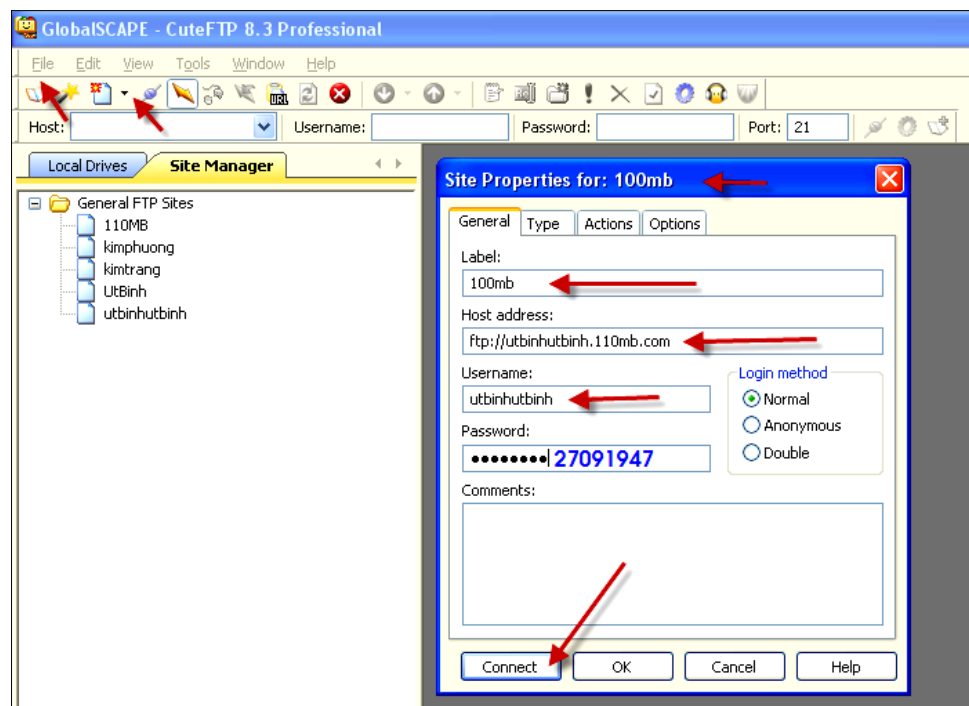 GlobalSCAPE - CuteFTP 8.3 Professional
File Edit View Tools Window Help
URL
Host: Username: Password: Port: 21
Local Drives Site Manager
General FTP Sites
110MB
kimphuong
kimtrang
UtBinh
utbinhutbinh
Site Properties for: 100mb
General Type Actions Options
Label:
100mb
Host address:
ftp://utbinhutbinh.110mb.com
Username:
utbinhutbinh
Login method
Normal
Anonymous
Double
Password:
●●●●●●●● 27091947
Comments:
Connect OK Cancel Help